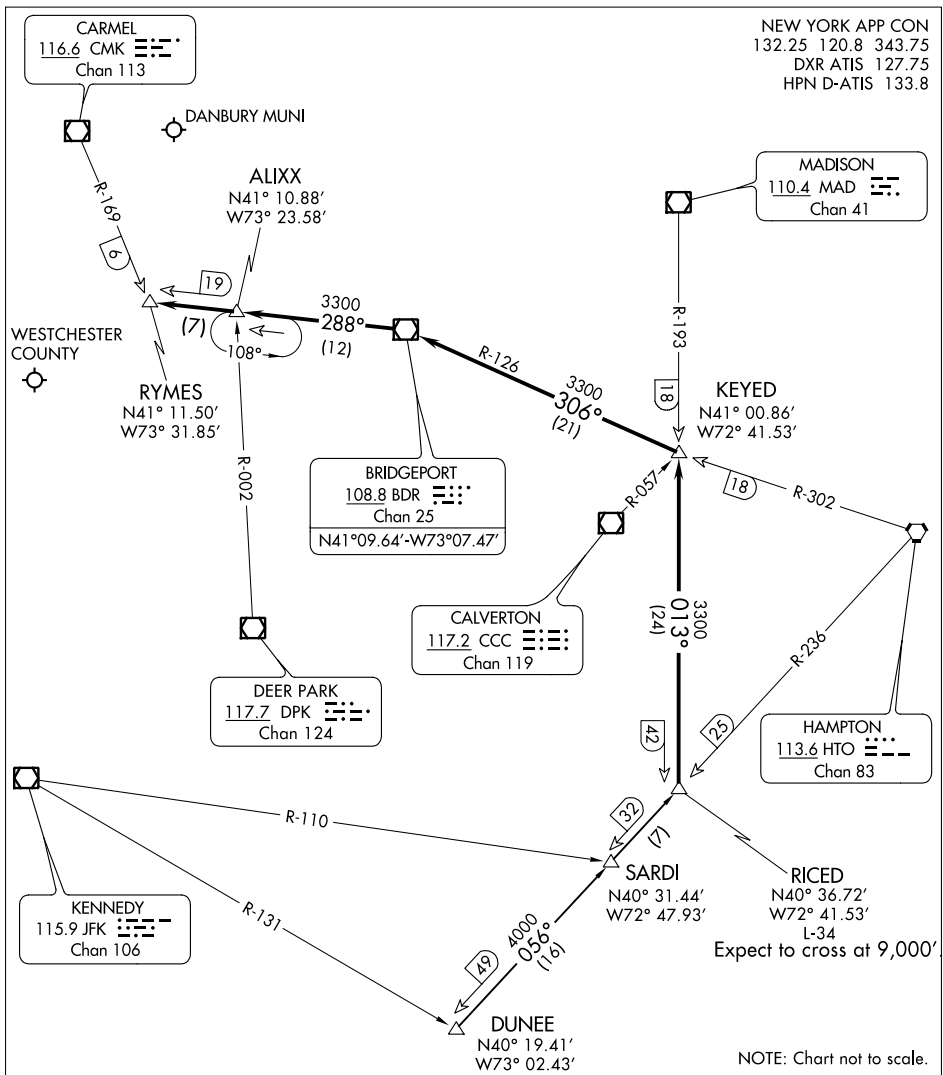 CARMEL
116.6 CMK
Chan 113
NEW YORK APP CON
132.25 120.8 343.75
DXR ATIS 127.75
HPN D-ATIS 133.8
DANBURY MUNI
MADISON
110.4 MAD
Chan 41
ALIXX
N41° 10.88’
W73° 23.58’
R-169
6
19
(7)
3300
288°
(12)
108°
WESTCHESTER
COUNTY
RYMES
N41° 11.50’
W73° 31.85’
R-126
3300
306°
(21)
R-193
18
KEYED
N41° 00.86’
W72° 41.53’
R-002
BRIDGEPORT
108.8 BDR
Chan 25
N41°09.64’-W73°07.47’
R-057
18
R-302
CALVERTON
117.2 CCC
Chan 119
3300
013°
(24)
DEER PARK
117.7 DPK
Chan 124
R-236
42
25
HAMPTON
113.6 HTO
Chan 83
R-110
32
(7)
SARDI
N40° 31.44’
W72° 47.93’
RICED
N40° 36.72’
W72° 41.53’
L-34
Expect to cross at 9,000’.
KENNEDY
115.9 JFK
Chan 106
R-131
4000
056°
(16)
49
DUNEE
N40° 19.41’
W73° 02.43’
NOTE: Chart not to scale.